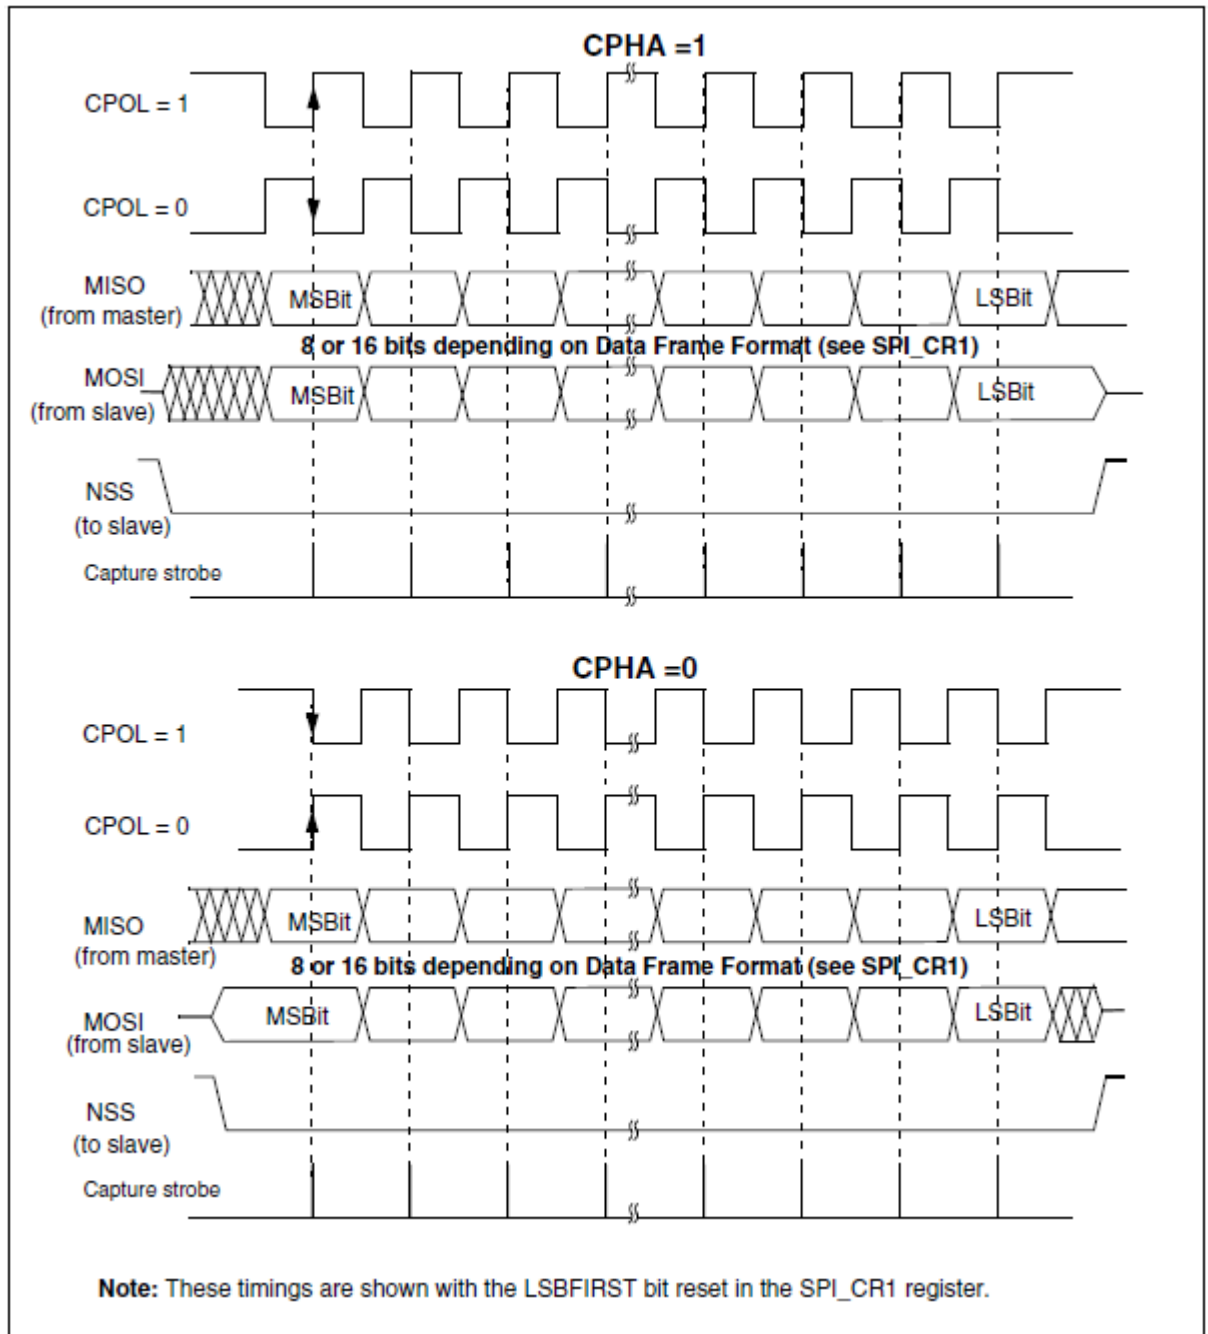 CPHA =1
CPOL = 1
CPOL = 0
MISO
(from master)
MSBit
LSBit
8 or 16 bits depending on Data Frame Format (see SPI_CR1)
MOSI
(from slave)
MSBit
LSBit
NSS
(to slave)
Capture strobe
CPHA =0
CPOL = 1
CPOL = 0
MISO
(from master)
MSBit
LSBit
8 or 16 bits depending on Data Frame Format (see SPI_CR1)
MOSI
(from slave)
MSBit
LSBit
NSS
(to slave)
Capture strobe
Note: These timings are shown with the LSBFIRST bit reset in the SPI_CR1 register.